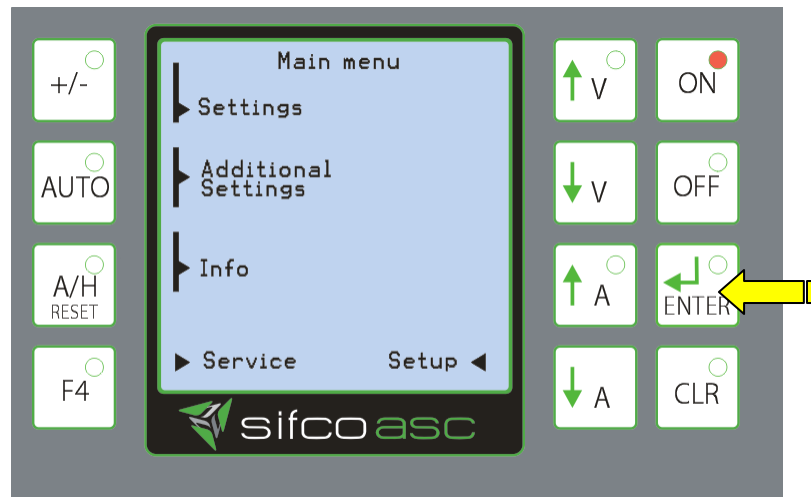 +/-
AUTO
A/H
RESET
F4
Main menu
Settings
Additional
Settings
Info
Service Setup
sifco asc
V
V
A
A
ON
OFF
ENTER
CLR